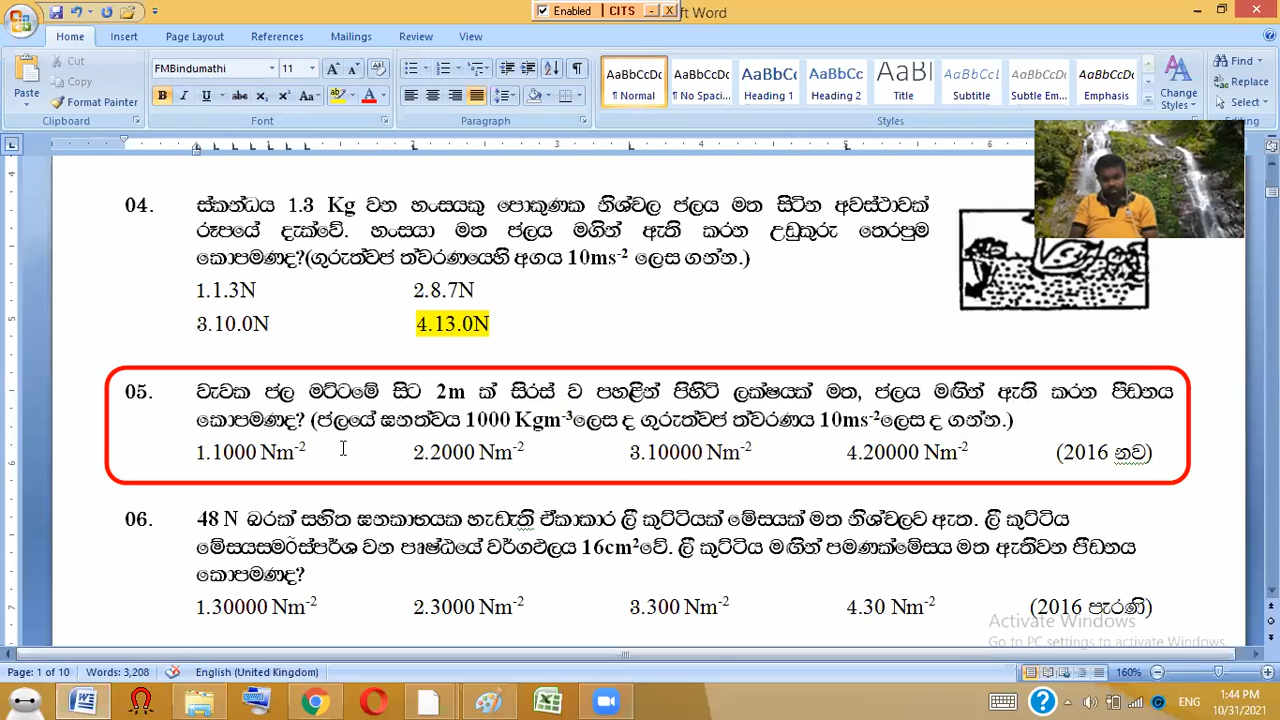 Enabled CITS
ft Word
Home Insert Page Layout References Mailings Review View
Paste
Cut
Copy
Format Painter
Clipboard
FMBindumathi 11
B I U abc x₂ x² Aa
Font
Paragraph
AaBbCcDc AaBbCcDc AaBbCc AaBbCc AaBl AaBbCc. AaBbCcDc AaBbCcDc
¶ Normal ¶ No Spaci... Heading 1 Heading 2 Title Subtitle Subtle Em... Emphasis
Change Styles
Styles
Find
Replace
Select
Editing
04. ස්කන්ධය 1.3 Kg වන හංසයකු පොකුණක නිශ්චල ජලය මත සිටින අවස්ථාවක්
රූපයේ දැක්වේ. හංසයා මත ජලය මගින් ඇති කරන උඩුකුරු තෙරපුම
කොපමණද?(ගුරුත්වජ ත්වරණයෙහි අගය 10ms⁻² ලෙස ගන්න.)
1.1.3N 2.8.7N
3.10.0N 4.13.0N
05. වැවක ජල මට්ටමේ සිට 2m ක් සිරස් ව පහළින් පිහිටි ලක්ෂයක් මත, ජලය මඟින් ඇති කරන පීඩනය
කොපමණද? (ජලයේ ඝනත්වය 1000 Kgm⁻³ලෙස ද ගුරුත්වජ ත්වරණය 10ms⁻²ලෙස ද ගන්න.)
1.1000 Nm⁻² 2.2000 Nm⁻² 3.10000 Nm⁻² 4.20000 Nm⁻² (2016 නව)
06. 48 N බරක් සහිත ඝනකාභයක හැඩැති ඒකාකාර ලී කුට්ටියක් මේසයක් මත නිශ්චලව ඇත. ලී කුට්ටිය
වන පෘෂ්ඨයේ වර්ගඵලය 16cm²වේ. ලී කුට්ටිය මඟින් පමණක්මේසය මත ඇතිවන පීඩනය
කොපමණද?
1.30000 Nm⁻² 2.3000 Nm⁻² 3.300 Nm⁻² 4.30 Nm⁻² (2016 පැරණි)
Activate Windows
Go to PC settings to activate Windows.
Page: 1 of 10 Words: 3,208 English (United Kingdom) 160%
ENG
1:44 PM
10/31/2021